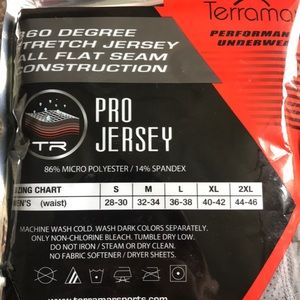 Terramar
360 DEGREE
STRETCH JERSEY
ALL FLAT SEAM
CONSTRUCTION
PERFORMANCE
UNDERWEAR
PRO
JERSEY
TR
86% MICRO POLYESTER / 14% SPANDEX
SIZING CHART S M L XL 2XL
MEN'S (waist) 28-30 32-34 36-38 40-42 44-46
MACHINE WASH COLD. WASH DARK COLORS SEPARATELY.
ONLY NON-CHLORINE BLEACH. TUMBLE DRY LOW.
DO NOT IRON / STEAM OR DRY CLEAN.
NO FABRIC SOFTENER / DRYER SHEETS.
www.terramarsports.com